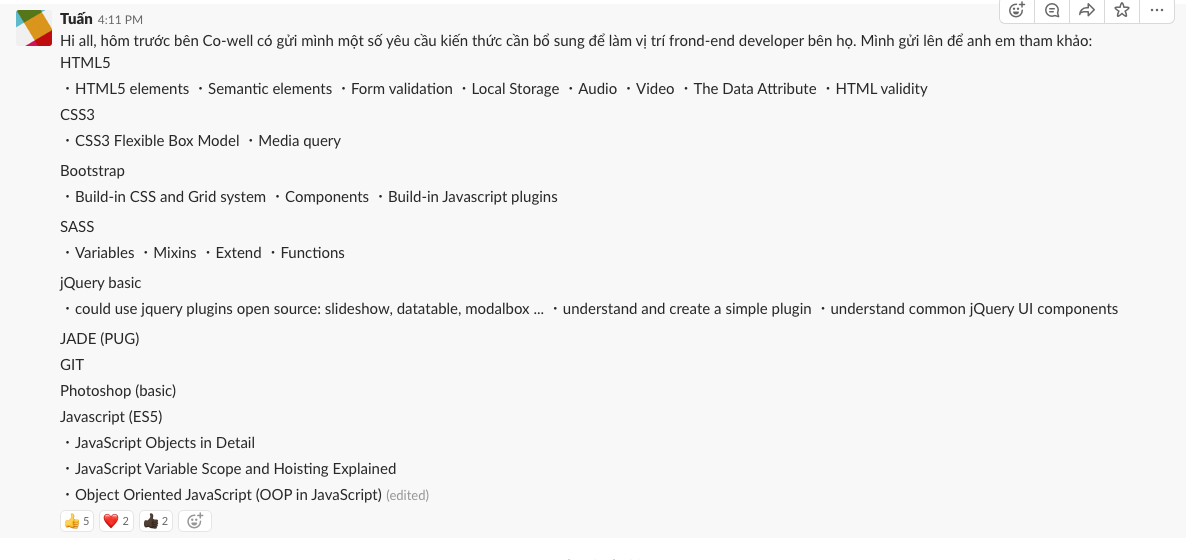 Tuấn 4:11 PM
Hi all, hôm trước bên Co-well có gửi mình một số yêu cầu kiến thức cần bổ sung để làm vị trí frond-end developer bên họ. Mình gửi lên để anh em tham khảo:
HTML5
・HTML5 elements ・Semantic elements ・Form validation ・Local Storage ・Audio ・Video ・The Data Attribute ・HTML validity
CSS3
・CSS3 Flexible Box Model ・Media query
Bootstrap
・Build-in CSS and Grid system ・Components ・Build-in Javascript plugins
SASS
・Variables ・Mixins ・Extend ・Functions
jQuery basic
・could use jquery plugins open source: slideshow, datatable, modalbox ... ・understand and create a simple plugin ・understand common jQuery UI components
JADE (PUG)
GIT
Photoshop (basic)
Javascript (ES5)
・JavaScript Objects in Detail
・JavaScript Variable Scope and Hoisting Explained
・Object Oriented JavaScript (OOP in JavaScript) (edited)
5 2 2